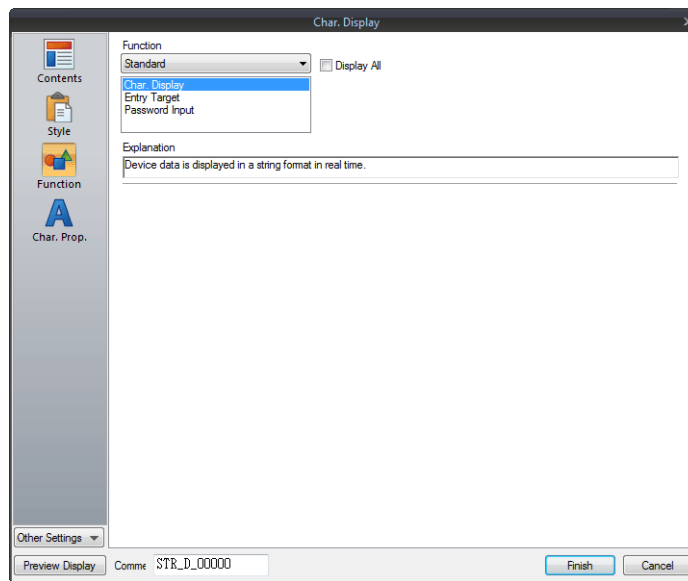 Char. Display
Contents
Style
Function
Char. Prop.
Function
Standard
Display All
Char. Display
Entry Target
Password Input
Explanation
Device data is displayed in a string format in real time.
Other Settings
Preview Display
Comme
STR_D_00000
Finish
Cancel